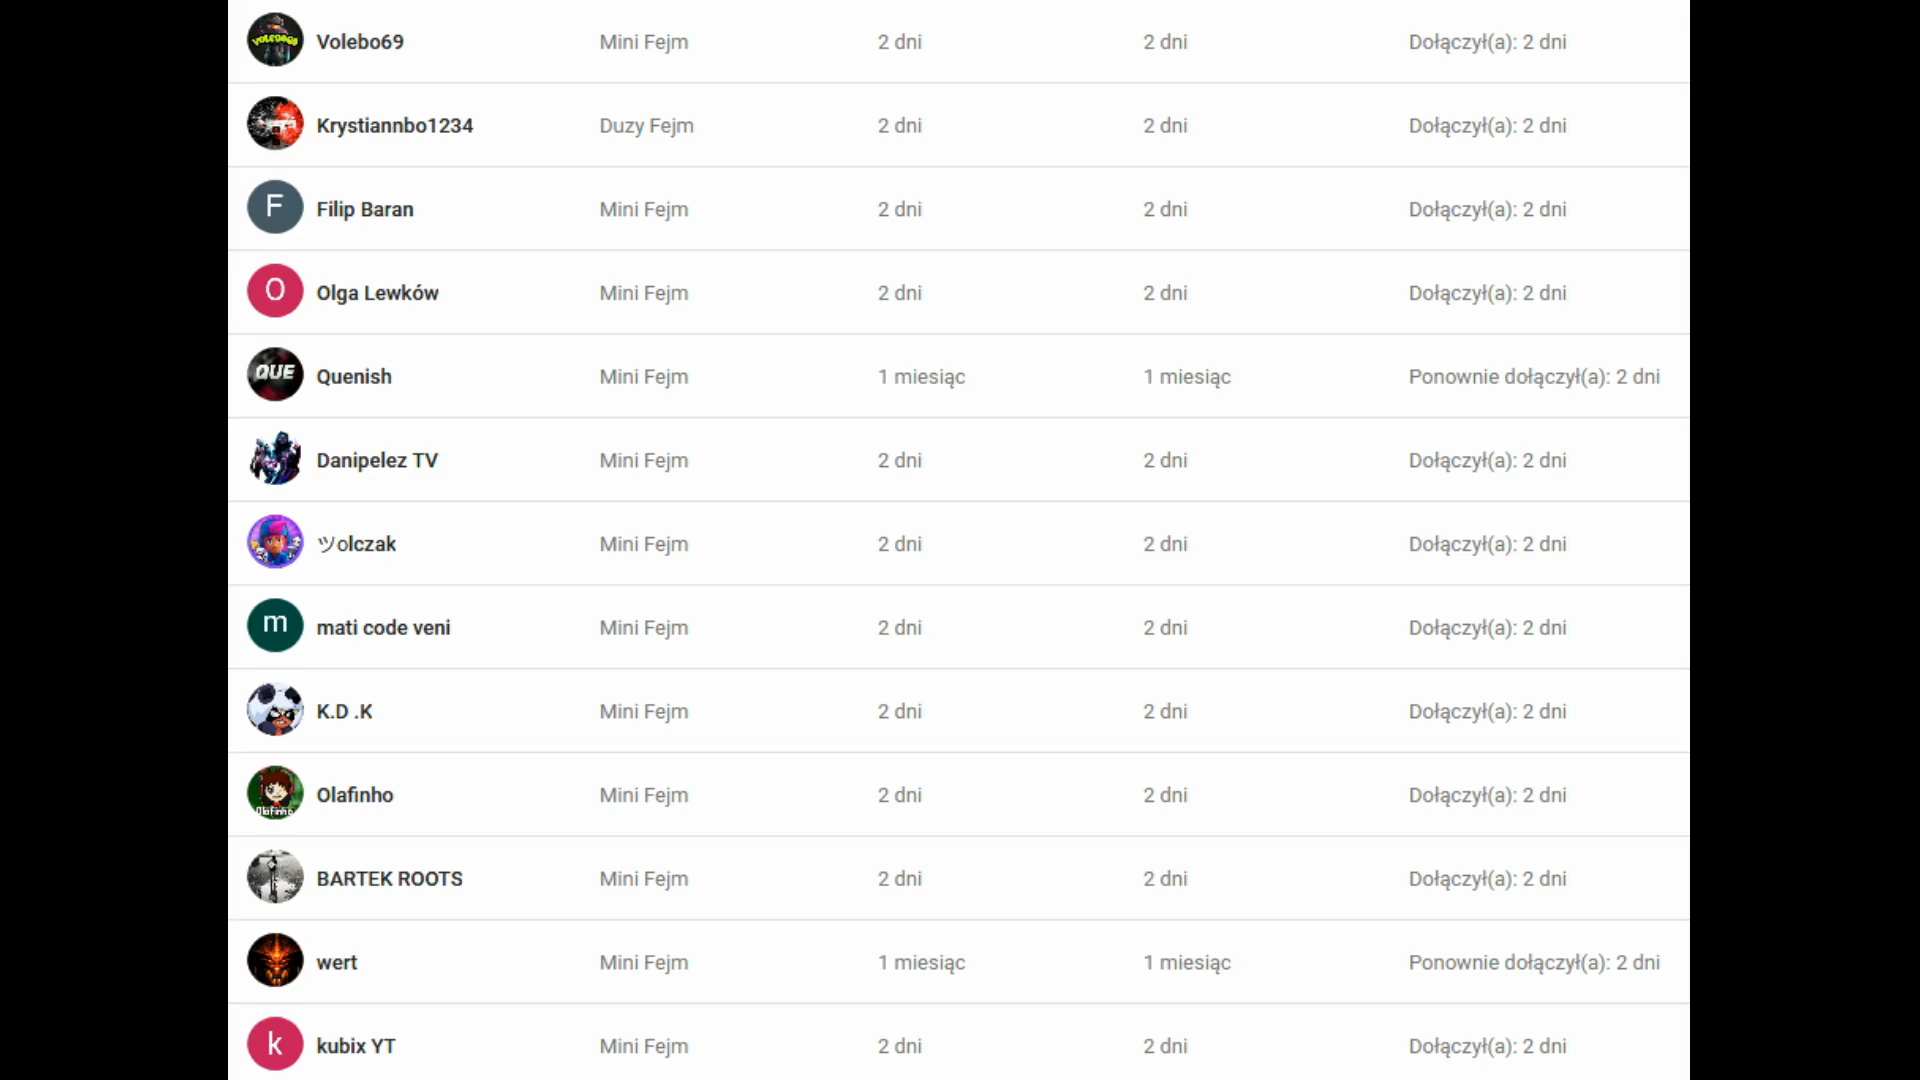 VOLEBO69 Volebo69 Mini Fejm 2 dni 2 dni Dołączył(a): 2 dni
Krystiannbo1234 Duzy Fejm 2 dni 2 dni Dołączył(a): 2 dni
F Filip Baran Mini Fejm 2 dni 2 dni Dołączył(a): 2 dni
O Olga Lewków Mini Fejm 2 dni 2 dni Dołączył(a): 2 dni
QUE Quenish Mini Fejm 1 miesiąc 1 miesiąc Ponownie dołączył(a): 2 dni
Danipelez TV Mini Fejm 2 dni 2 dni Dołączył(a): 2 dni
ツolczak Mini Fejm 2 dni 2 dni Dołączył(a): 2 dni
m mati code veni Mini Fejm 2 dni 2 dni Dołączył(a): 2 dni
K.D .K Mini Fejm 2 dni 2 dni Dołączył(a): 2 dni
Olafinho Olafinho Mini Fejm 2 dni 2 dni Dołączył(a): 2 dni
BARTEK ROOTS Mini Fejm 2 dni 2 dni Dołączył(a): 2 dni
wert Mini Fejm 1 miesiąc 1 miesiąc Ponownie dołączył(a): 2 dni
k kubix YT Mini Fejm 2 dni 2 dni Dołączył(a): 2 dni